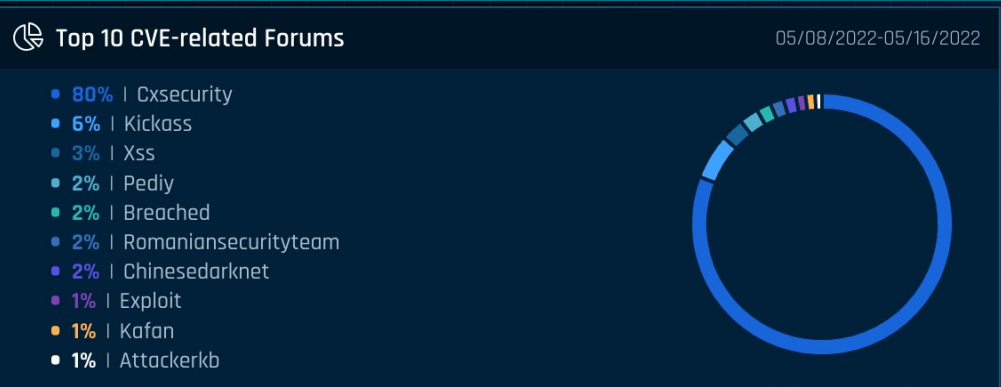 Top 10 CVE-related Forums
05/08/2022-05/16/2022
80% | Cxsecurity
6% | Kickass
3% | Xss
2% | Pediy
2% | Breached
2% | Romaniansecurityteam
2% | Chinesedarknet
1% | Exploit
1% | Kafan
1% | Attackerkb